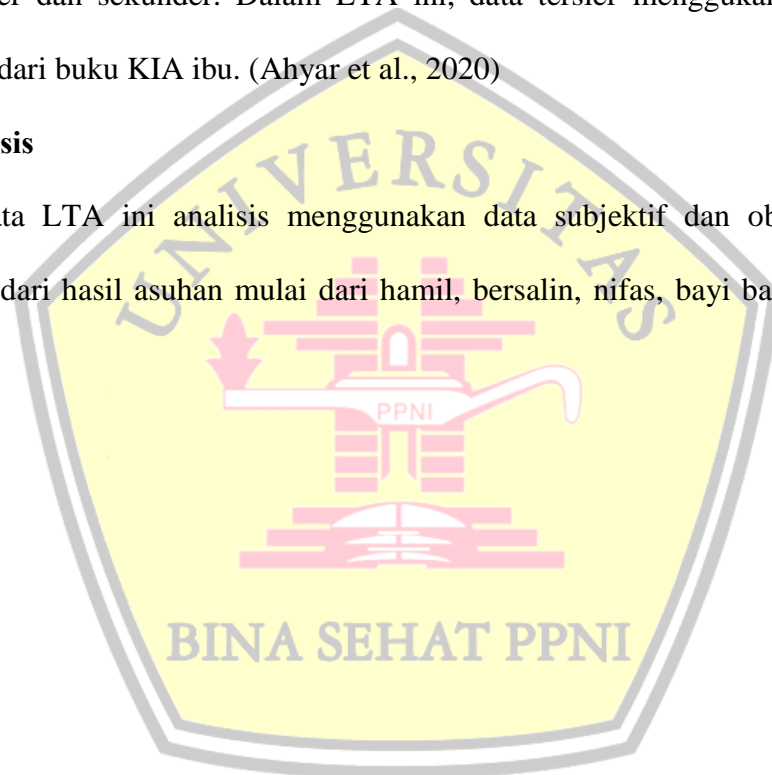 dan sekunder. Dalam LTA ini, data tersier menggukan
dari buku KIA ibu. (Ahyar et al., 2020)
sis
ta LTA ini analisis menggunakan data subjektif dan ob
dari hasil asuhan mulai dari hamil, bersalin, nifas, bayi ba
UNIVERSITAS
PPNI
BINA SEHAT PPNI